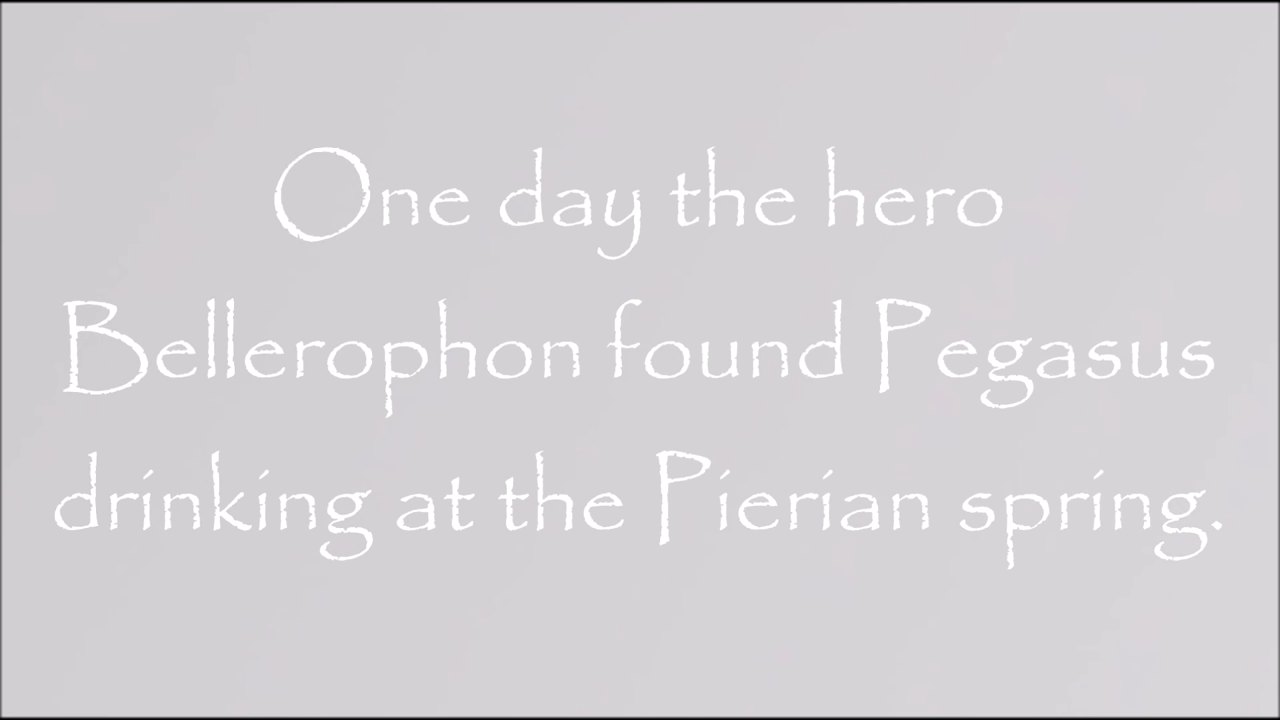 One day the hero
Bellerophon found Pegasus
drinking at the Pierian spring.